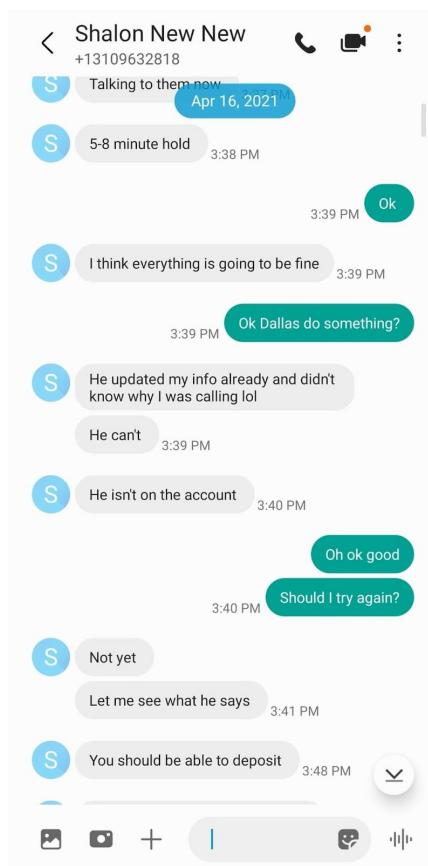 Shalon New New
+13109632818
S
Talking to them now
3:37 PM
Apr 16, 2021
S
5-8 minute hold
3:38 PM
Ok
3:39 PM
S
I think everything is going to be fine
3:39 PM
Ok Dallas do something?
3:39 PM
S
He updated my info already and didn't
know why I was calling lol
He can't
3:39 PM
S
He isn't on the account
3:40 PM
Oh ok good
Should I try again?
3:40 PM
S
Not yet
Let me see what he says
3:41 PM
S
You should be able to deposit
3:48 PM